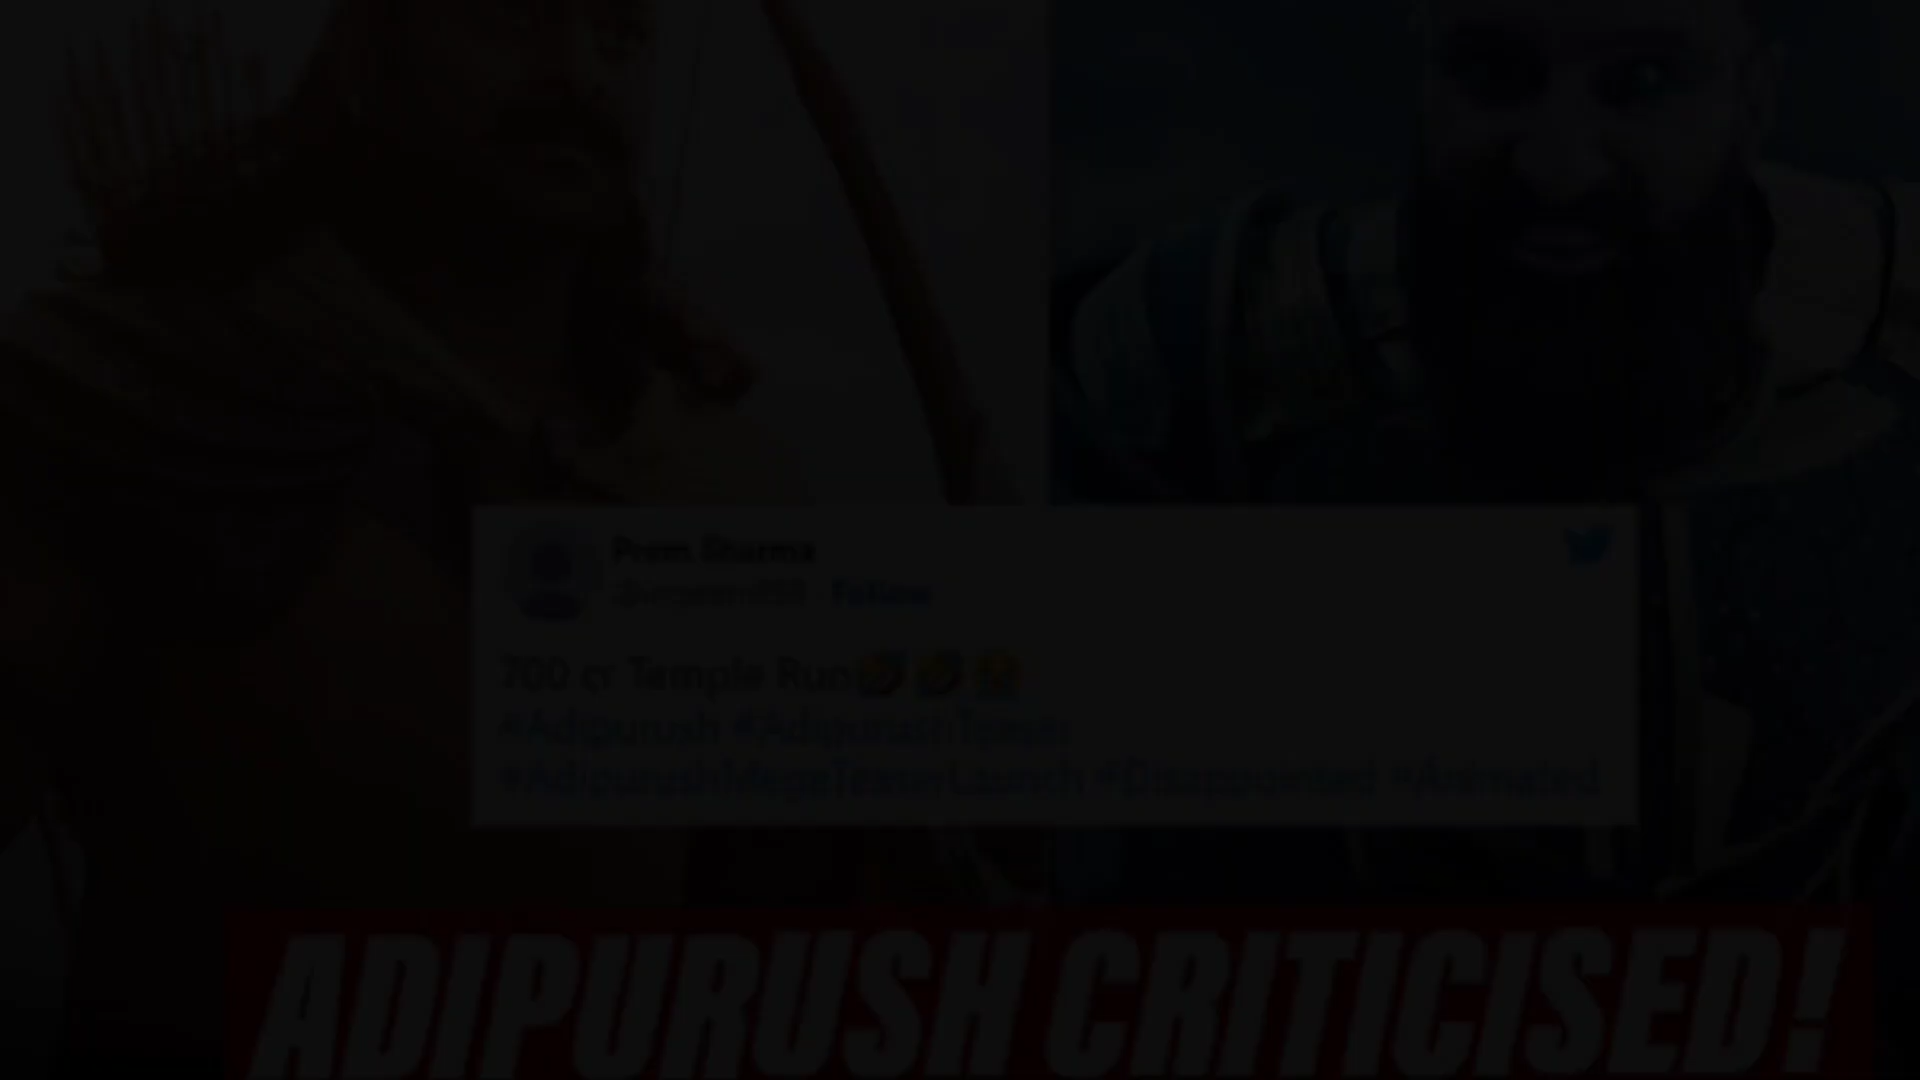 Prem Sharma
Follow
700 cr Temple Run🤣🤣😭
#Adipurush #AdipurushTeaser
#AdipurushMegaTeaserLaunch #Disappointed #Animated
ADIPURUSH CRITICISED!